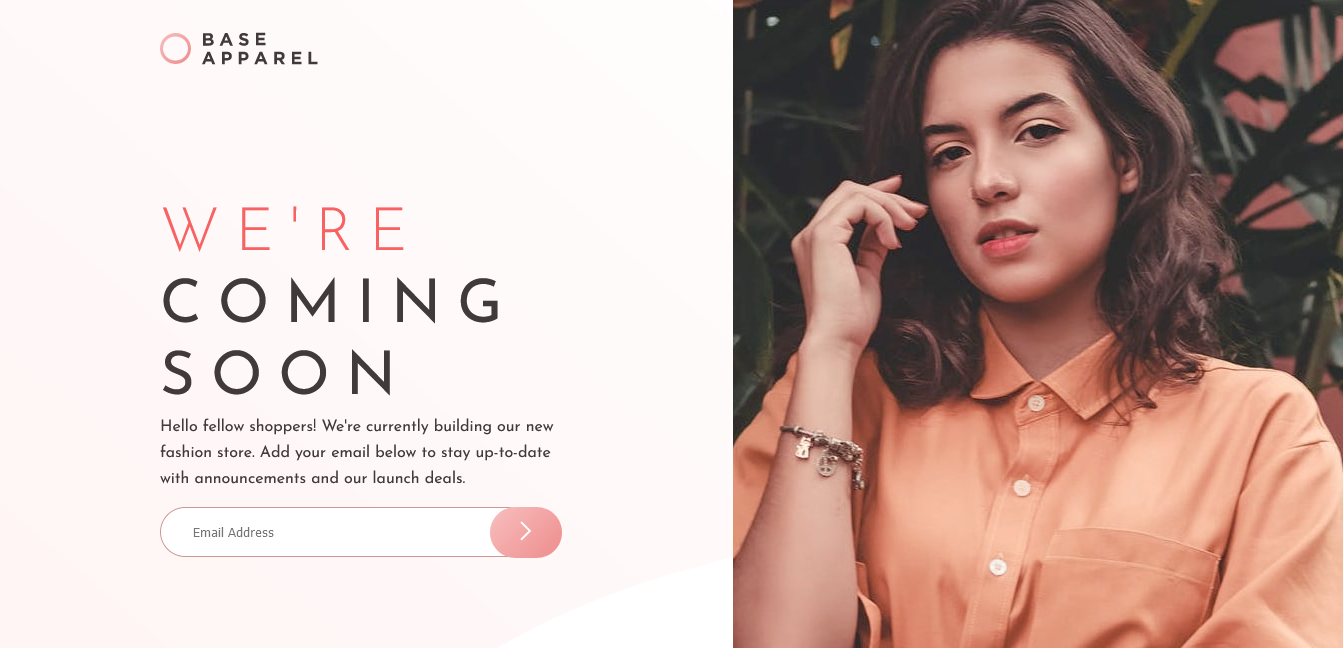 BASE
APPAREL
WE'RE
COMING
SOON
Hello fellow shoppers! We're currently building our new
fashion store. Add your email below to stay up-to-date
with announcements and our launch deals.
Email Address